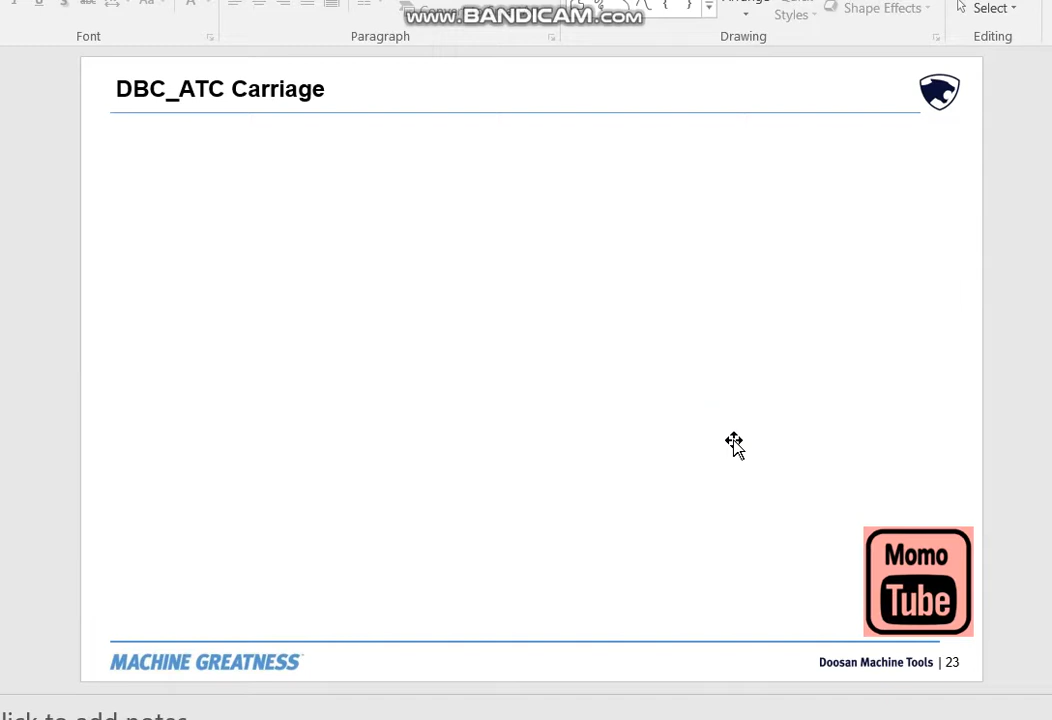 www.BANDICAM.com
Styles
Shape Effects
Select
Font
Paragraph
Drawing
Editing
DBC_ATC Carriage
Momo
Tube
MACHINE GREATNESS™
Doosan Machine Tools | 23